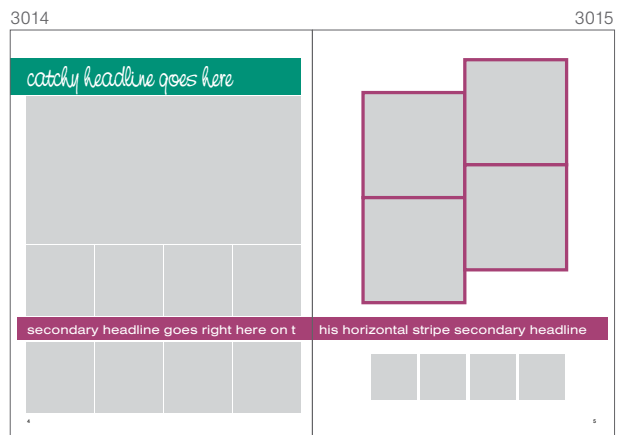 3014 3015
catchy headline goes here
secondary headline goes right here on t his horizontal stripe secondary headline
4 5